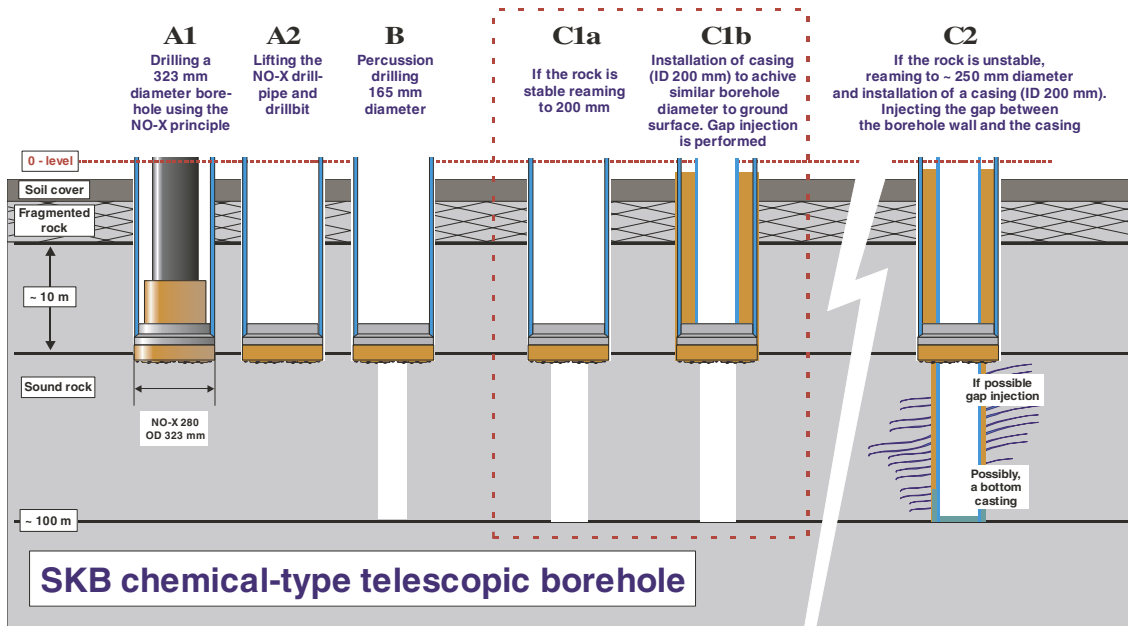 A1
Drilling a
323 mm
diameter bore-
hole using the
NO-X principle
A2
Lifting the
NO-X drill-
pipe and
drillbit
B
Percussion
drilling
165 mm
diameter
C1a
If the rock is
stable reaming
to 200 mm
C1b
Installation of casing
(ID 200 mm) to achive
similar borehole
diameter to ground
surface. Gap injection
is performed
C2
If the rock is unstable,
reaming to ~ 250 mm diameter
and installation of a casing (ID 200 mm).
Injecting the gap between
the borehole wall and the casing
0 - level
Soil cover
Fragmented
rock
~ 10 m
Sound rock
NO-X 280
OD 323 mm
If possible
gap injection
Possibly,
a bottom
casting
~ 100 m
SKB chemical-type telescopic borehole